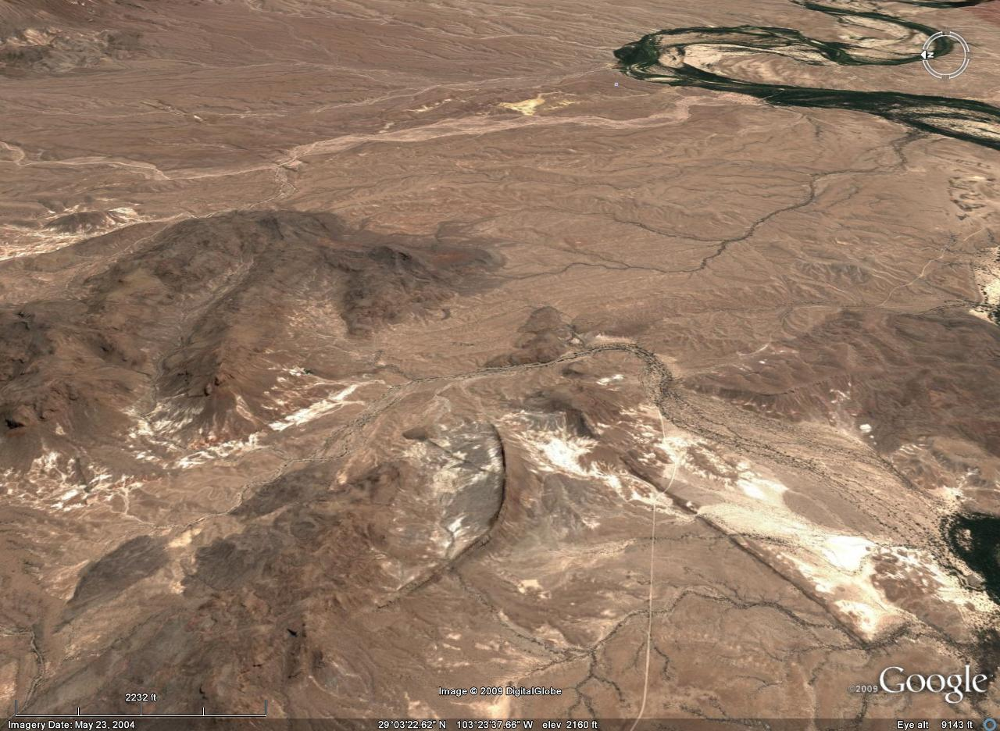 N
©2009 Google
2232 ft
Image © 2009 DigitalGlobe
Imagery Date: May 23, 2004 29°03'22.62" N 103°23'37.66" W elev 2160 ft Eye alt 9143 ft